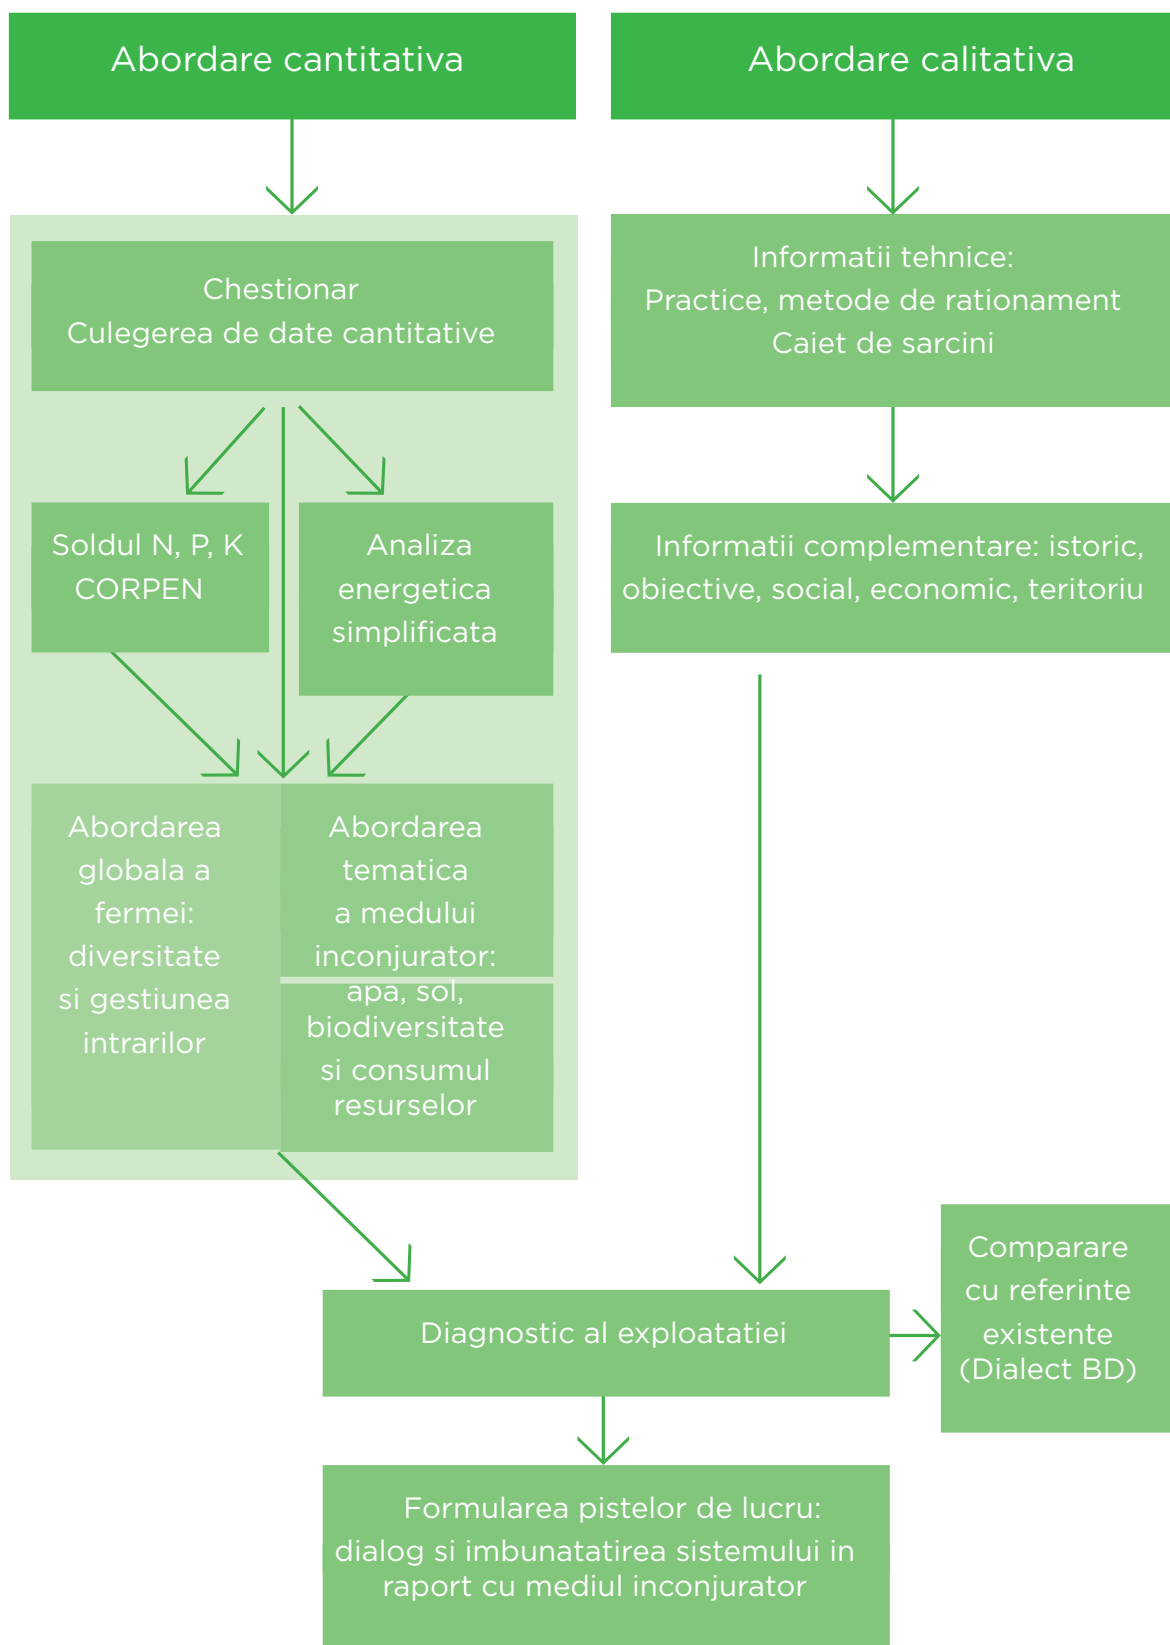 Abordare cantitativa
Abordare calitativa
Chestionar
Culegerea de date cantitative
Informatii tehnice:
Practice, metode de rationament
Caiet de sarcini
Soldul N, P, K
CORPEN
Analiza
energetica
simplificata
Informatii complementare: istoric,
obiective, social, economic, teritoriu
Abordarea
globala a
fermei:
diversitate
si gestiunea
intrarilor
Abordarea
tematica
a medului
inconjurator:
apa, sol,
biodiversitate
si consumul
resurselor
Diagnostic al exploatatiei
Comparare
cu referinte
existente
(Dialect BD)
Formularea pistelor de lucru:
dialog si imbunatatirea sistemului in
raport cu mediul inconjurator